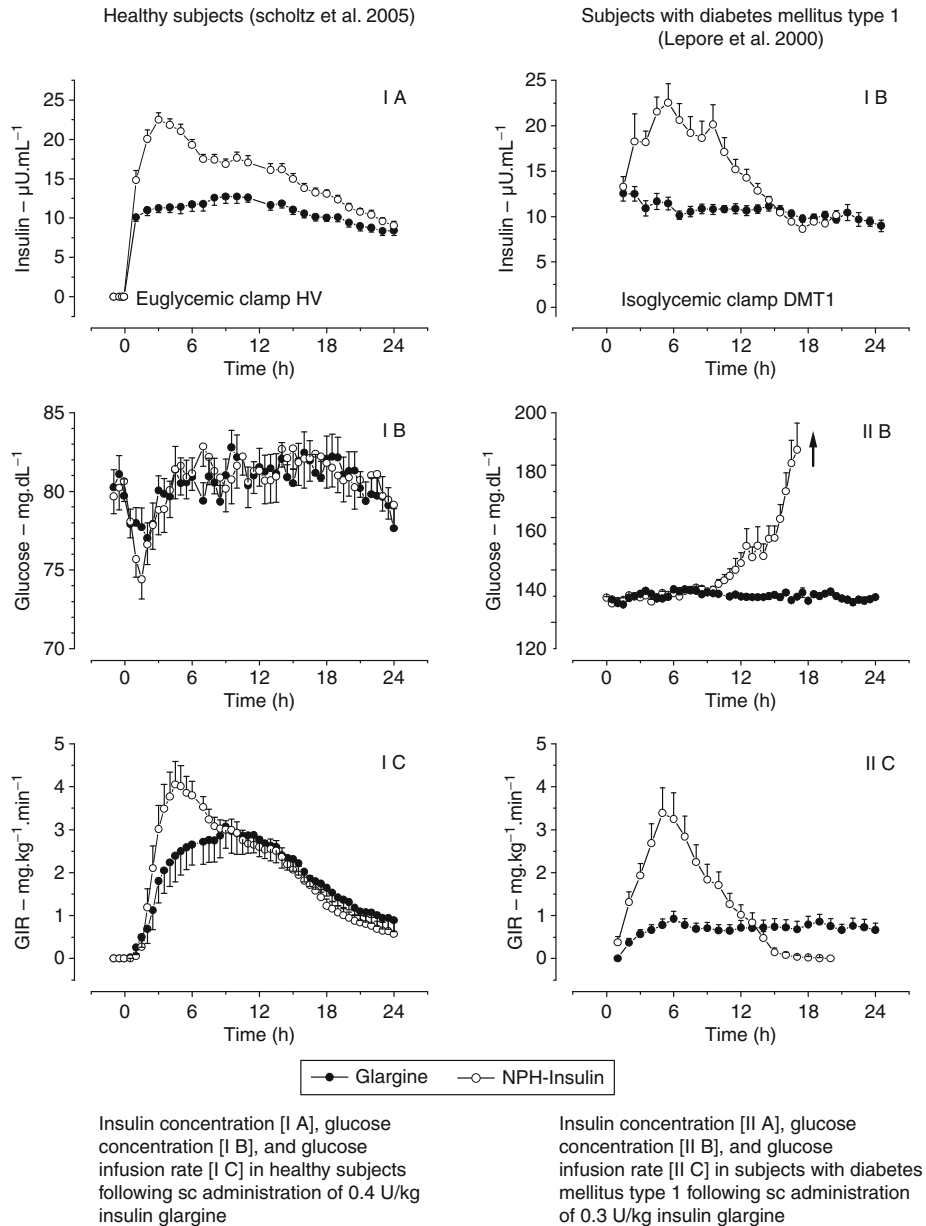 Healthy subjects (scholtz et al. 2005)
Subjects with diabetes mellitus type 1
(Lepore et al. 2000)
I A
Insulin – µU.mL−1
25
20
15
10
5
0
Euglycemic clamp HV
0 6 12 18 24
Time (h)
I B
Insulin – µU.mL−1
25
20
15
10
5
0
Isoglycemic clamp DMT1
0 6 12 18 24
Time (h)
I B
Glucose – mg.dL−1
85
80
75
70
0 6 12 18 24
Time (h)
II B
Glucose – mg.dL−1
200
180
160
140
120
0 6 12 18 24
Time (h)
I C
GIR – mg.kg−1.min−1
5
4
3
2
1
0
0 6 12 18 24
Time (h)
II C
GIR – mg.kg−1.min−1
5
4
3
2
1
0
0 6 12 18 24
Time (h)
Glargine NPH-Insulin
Insulin concentration [I A], glucose
concentration [I B], and glucose
infusion rate [I C] in healthy subjects
following sc administration of 0.4 U/kg
insulin glargine
Insulin concentration [II A], glucose
concentration [II B], and glucose
infusion rate [II C] in subjects with diabetes
mellitus type 1 following sc administration
of 0.3 U/kg insulin glargine